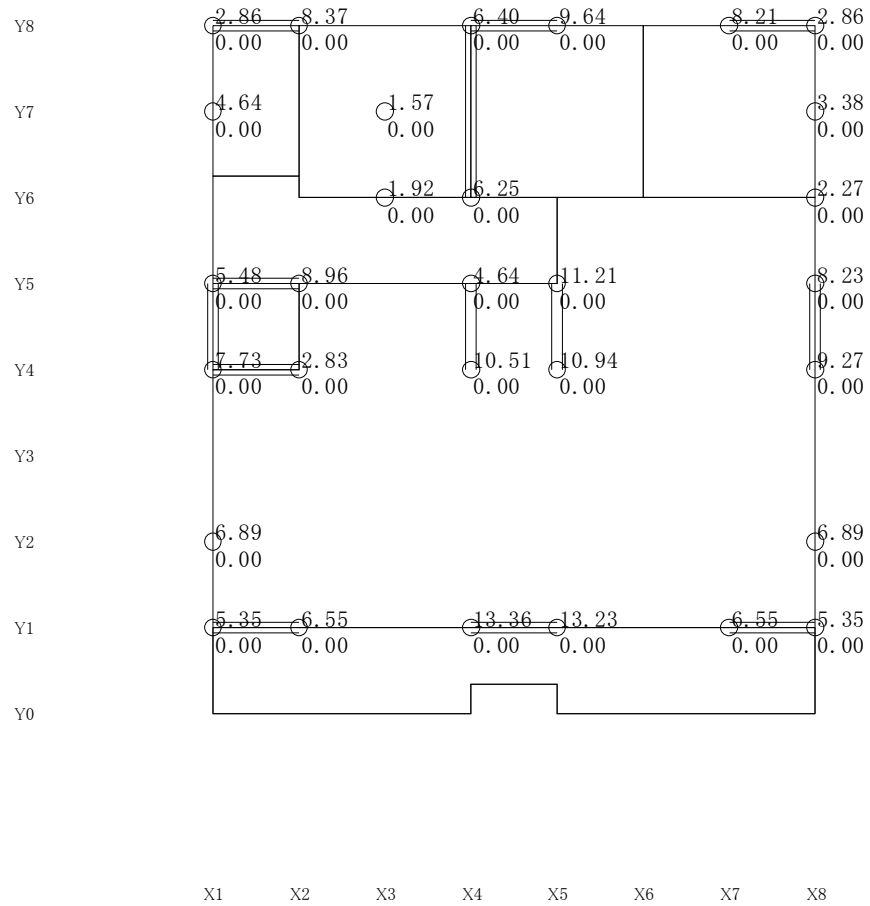 Y8 2.86 8.37 6.40 9.64 8.21 2.86
0.00 0.00 0.00 0.00 0.00 0.00
Y7 4.64 1.57 3.38
0.00 0.00 0.00
Y6 1.92 6.25 2.27
0.00 0.00 0.00
Y5 5.48 8.96 4.64 11.21 8.23
0.00 0.00 0.00 0.00 0.00
Y4 7.73 2.83 10.51 10.94 9.27
0.00 0.00 0.00 0.00 0.00
Y3
Y2 6.89 6.89
0.00 0.00
Y1 5.35 6.55 13.36 13.23 6.55 5.35
0.00 0.00 0.00 0.00 0.00 0.00
Y0
X1 X2 X3 X4 X5 X6 X7 X8